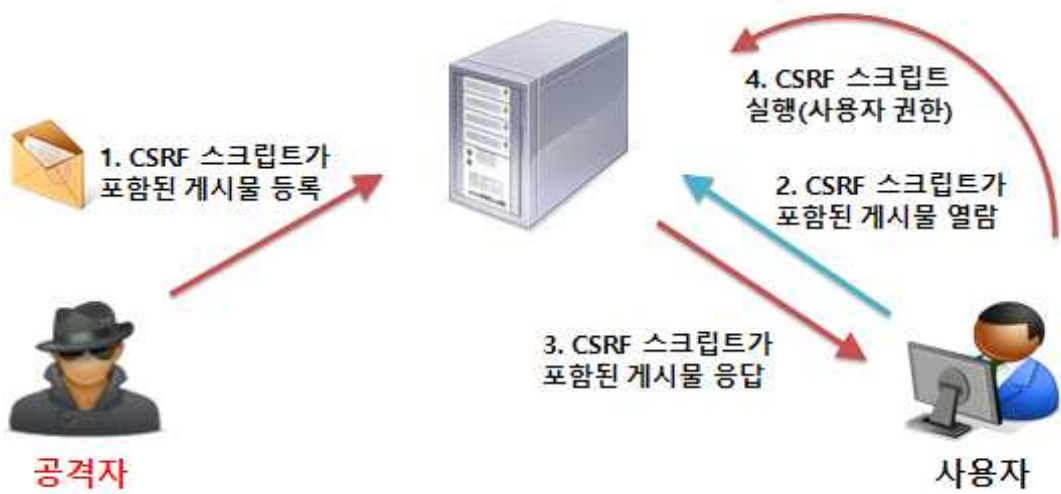 1. CSRF 스크립트가
포함된 게시물 등록
4. CSRF 스크립트
실행(사용자 권한)
2. CSRF 스크립트가
포함된 게시물 열람
3. CSRF 스크립트가
포함된 게시물 응답
공격자
사용자